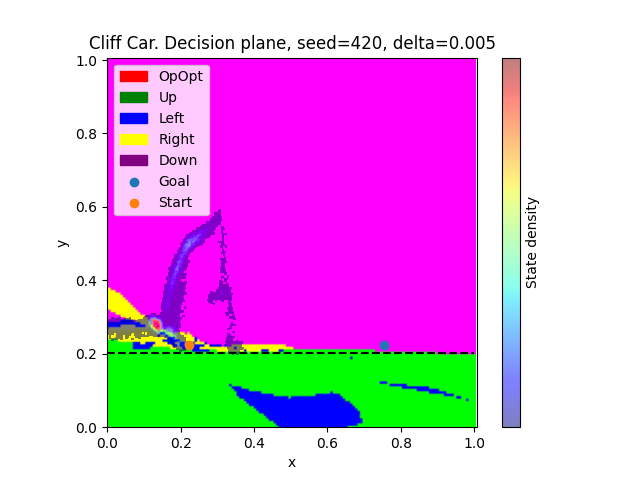 Cliff Car. Decision plane, seed=420, delta=0.005
1.0
0.8
0.6
0.4
0.2
0.0
y
OpOpt
Up
Left
Right
Down
Goal
Start
0.0 0.2 0.4 0.6 0.8 1.0
x
State density